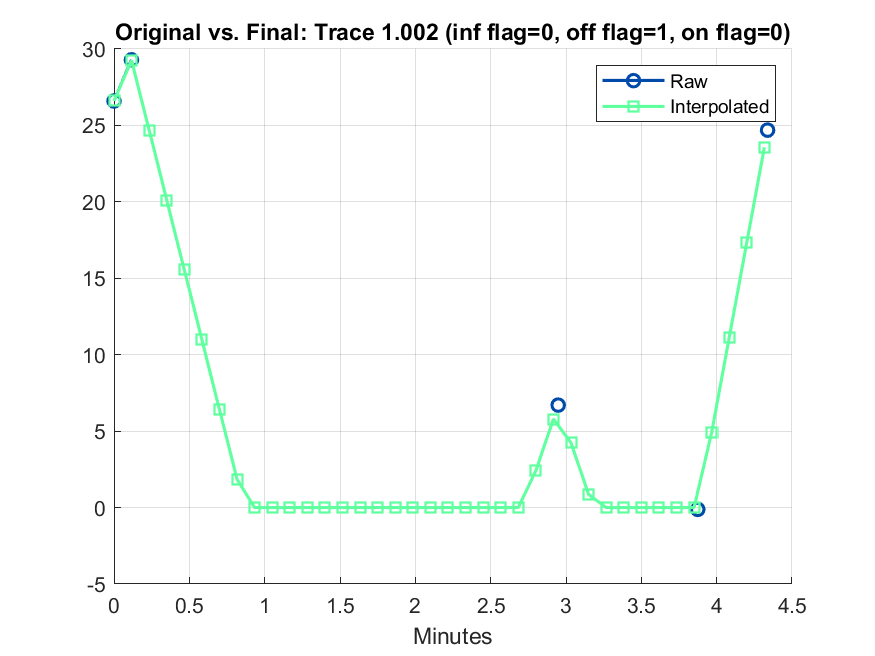 Original vs. Final: Trace 1.002 (inf flag=0, off flag=1, on flag=0)
30
25
20
15
10
5
0
-5
Raw
Interpolated
0 0.5 1 1.5 2 2.5 3 3.5 4 4.5
Minutes